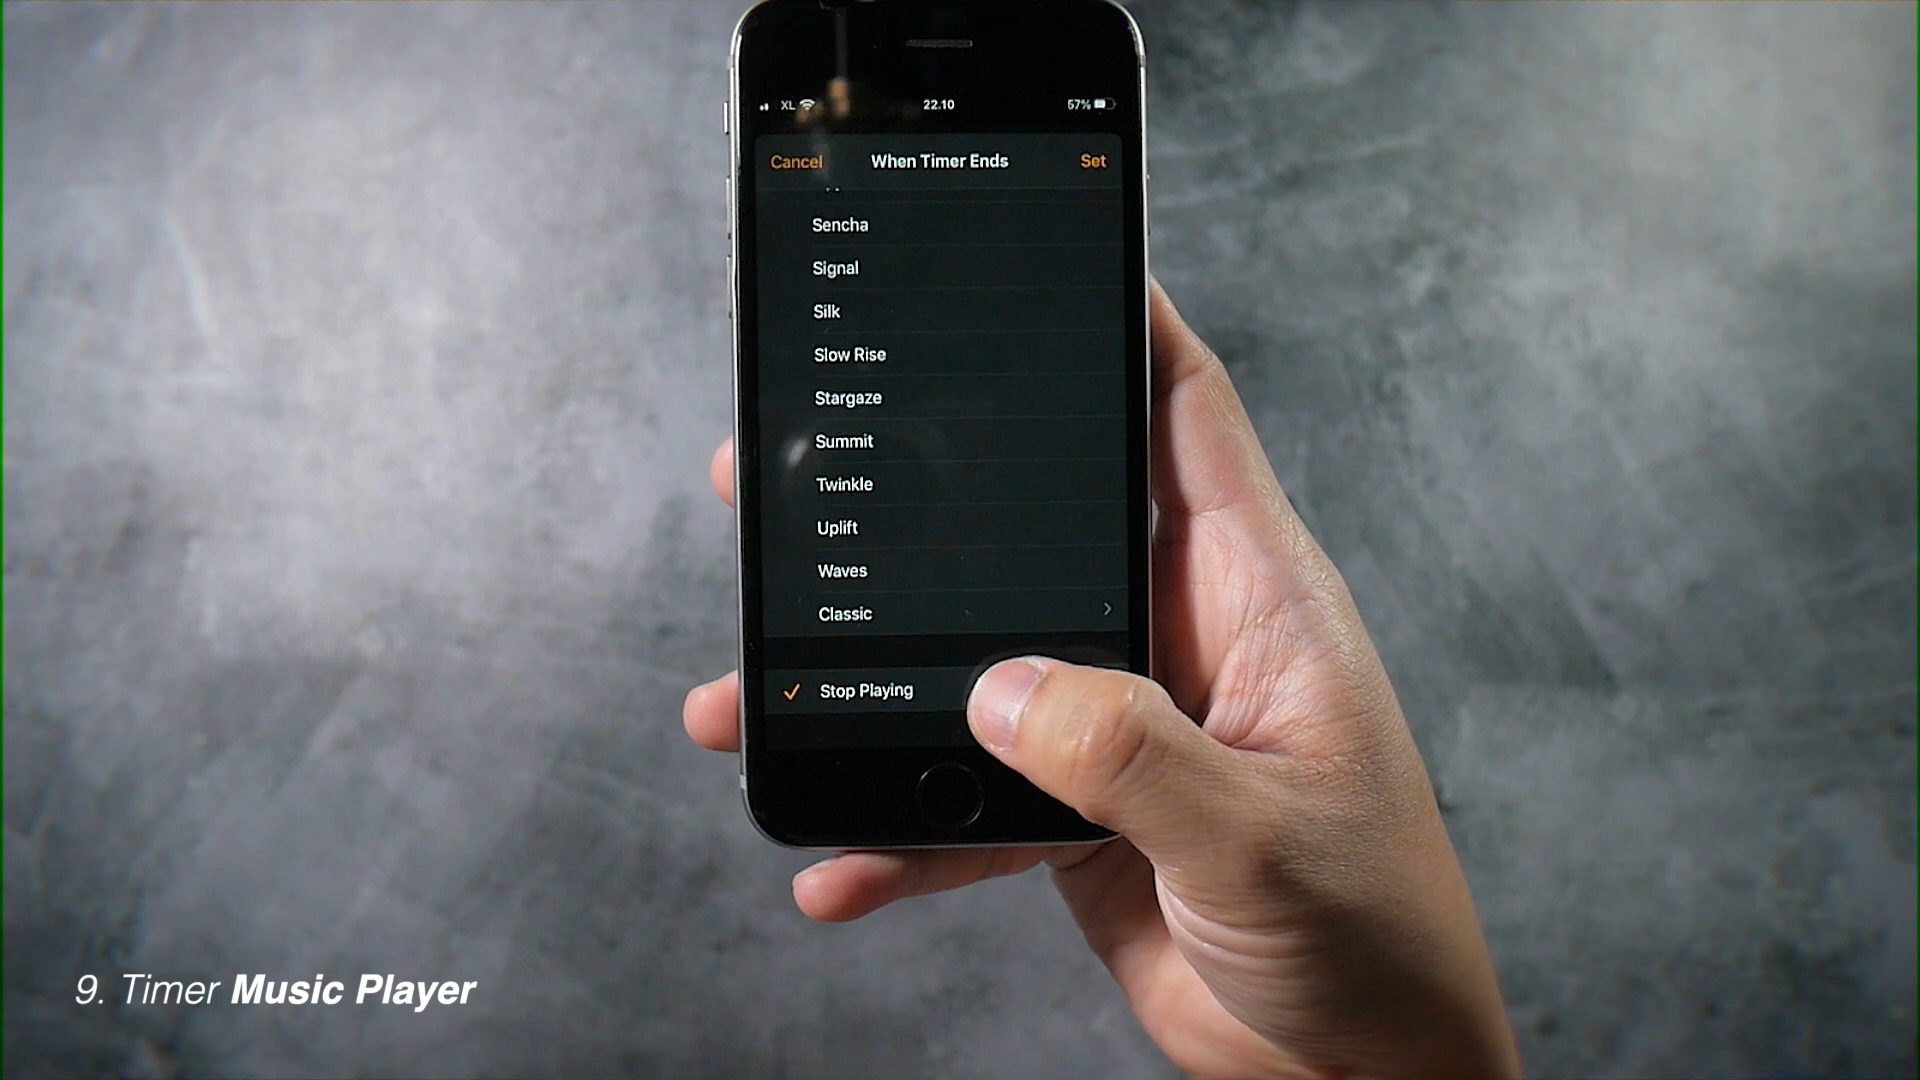 XL 22.10 57%
Cancel When Timer Ends Set
Sencha
Signal
Silk
Slow Rise
Stargaze
Summit
Twinkle
Uplift
Waves
Classic
Stop Playing
9. Timer Music Player